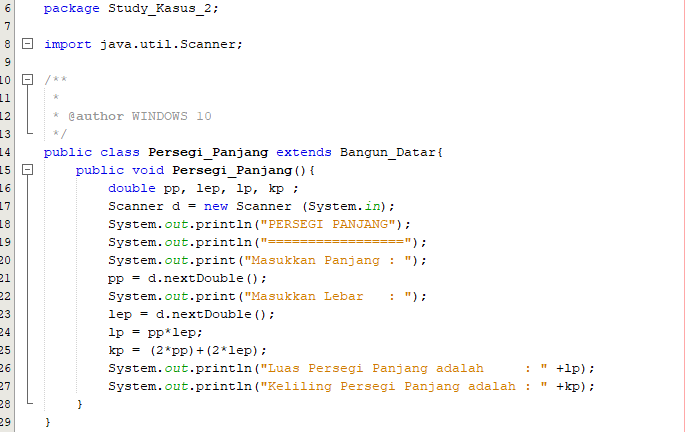 6 package Study_Kasus_2;
7
8 import java.util.Scanner;
9
10 /**
11 *
12 * @author WINDOWS 10
13 */
14 public class Persegi_Panjang extends Bangun_Datar{
15 public void Persegi_Panjang(){
16 double pp, lep, lp, kp ;
17 Scanner d = new Scanner (System.in);
18 System.out.println("PERSEGI PANJANG");
19 System.out.println("=================");
20 System.out.print("Masukkan Panjang : ");
21 pp = d.nextDouble();
22 System.out.print("Masukkan Lebar   : ");
23 lep = d.nextDouble();
24 lp = pp*lep;
25 kp = (2*pp)+(2*lep);
26 System.out.println("Luas Persegi Panjang adalah     : " +lp);
27 System.out.println("Keliling Persegi Panjang adalah : " +kp);
28 }
29 }